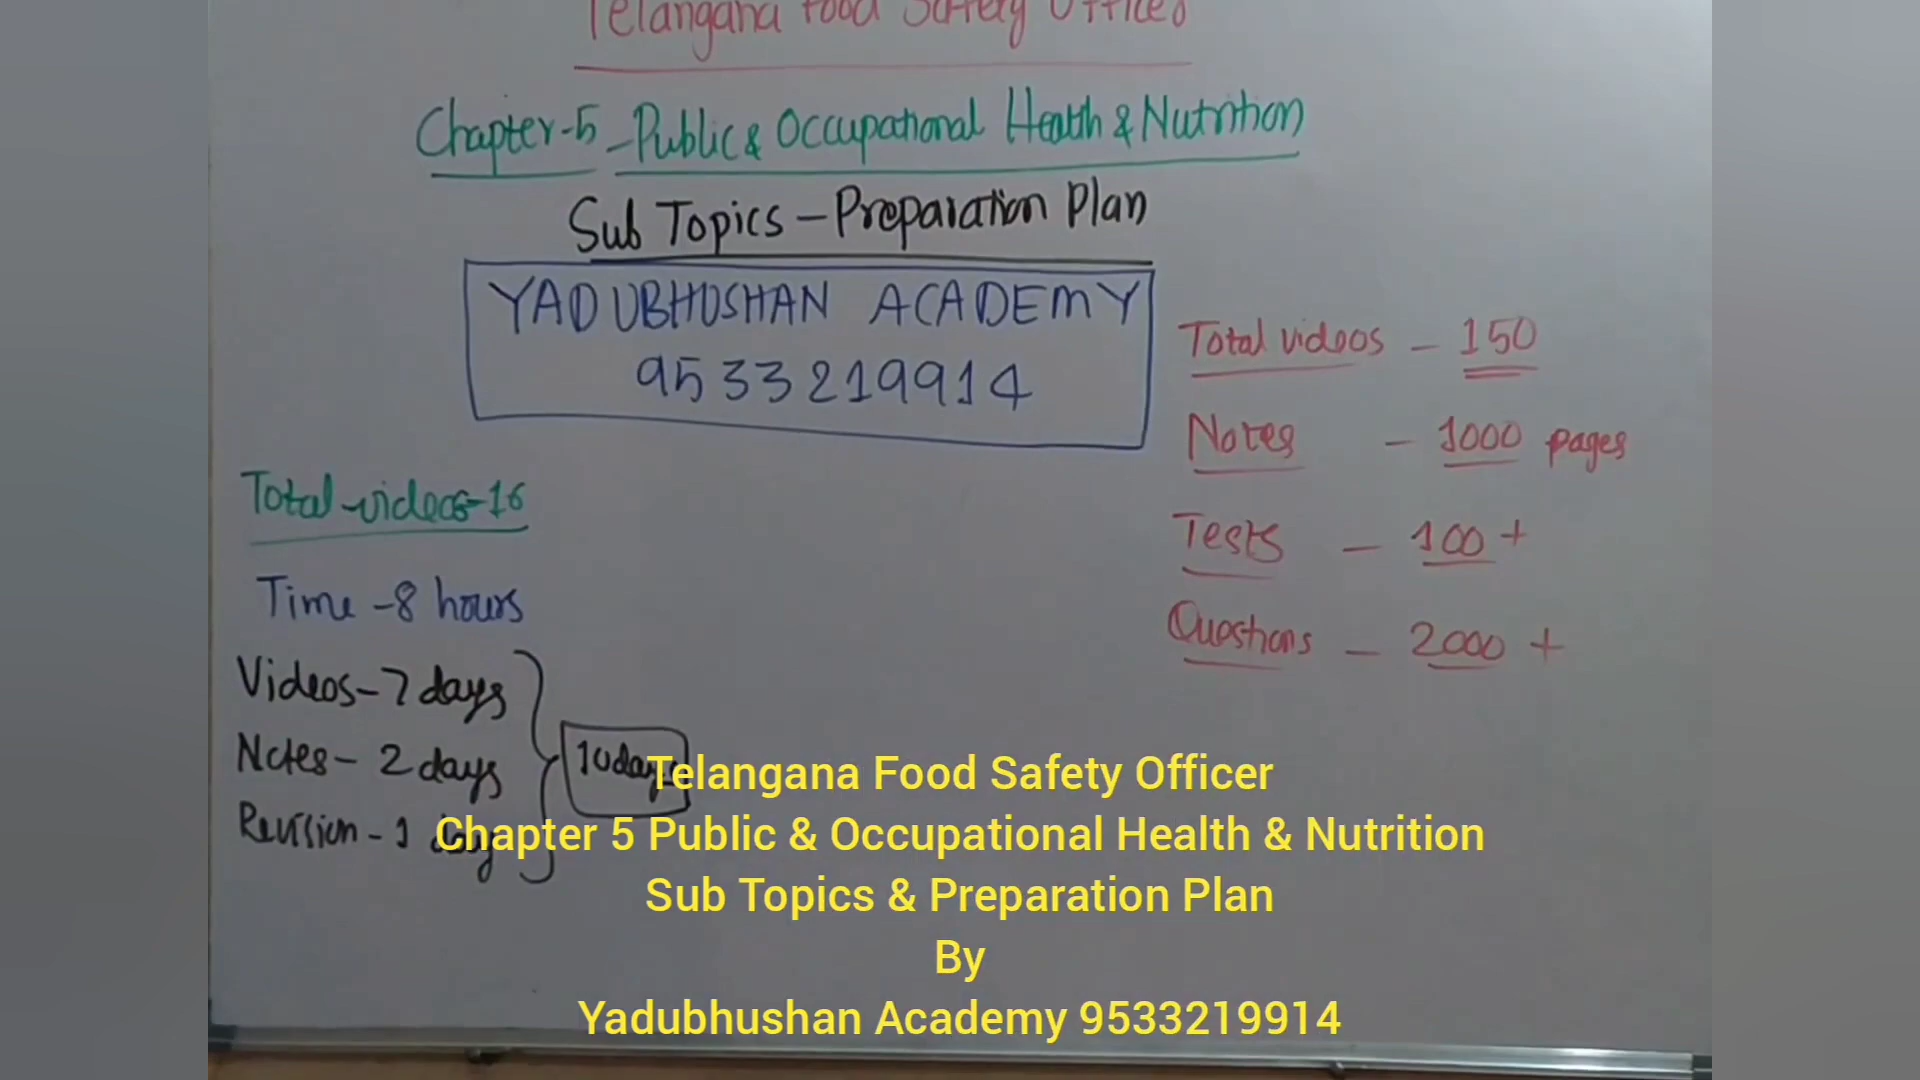 Telangana Food Safety Officer
Chapter-5 - Public & Occupational Health & Nutrition
Sub Topics - Preparation Plan
YADUBHUSHAN ACADEMY
9533219914
Total videos - 150
Notes - 1000 pages
Tests - 100 +
Questions - 2000 +
Total videos - 16
Time - 8 hours
Videos - 7 days
Notes - 2 days
Revision - 1 day
10 days
Telangana Food Safety Officer
Chapter 5 Public & Occupational Health & Nutrition
Sub Topics & Preparation Plan
By
Yadubhushan Academy 9533219914